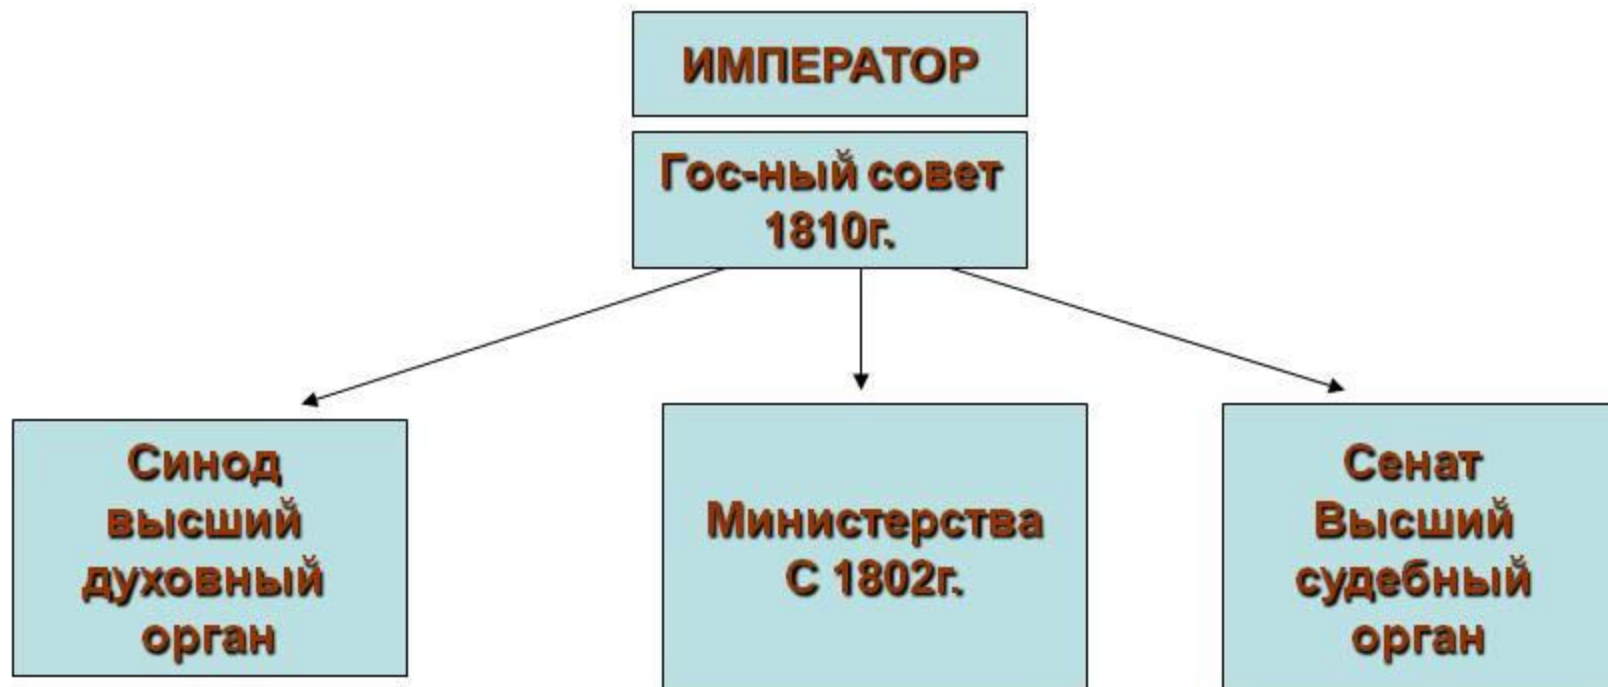 ИМПЕРАТОР
Гос-ный совет
1810г.
Синод
высший
духовный
орган
Министерства
С 1802г.
Сенат
Высший
судебный
орган